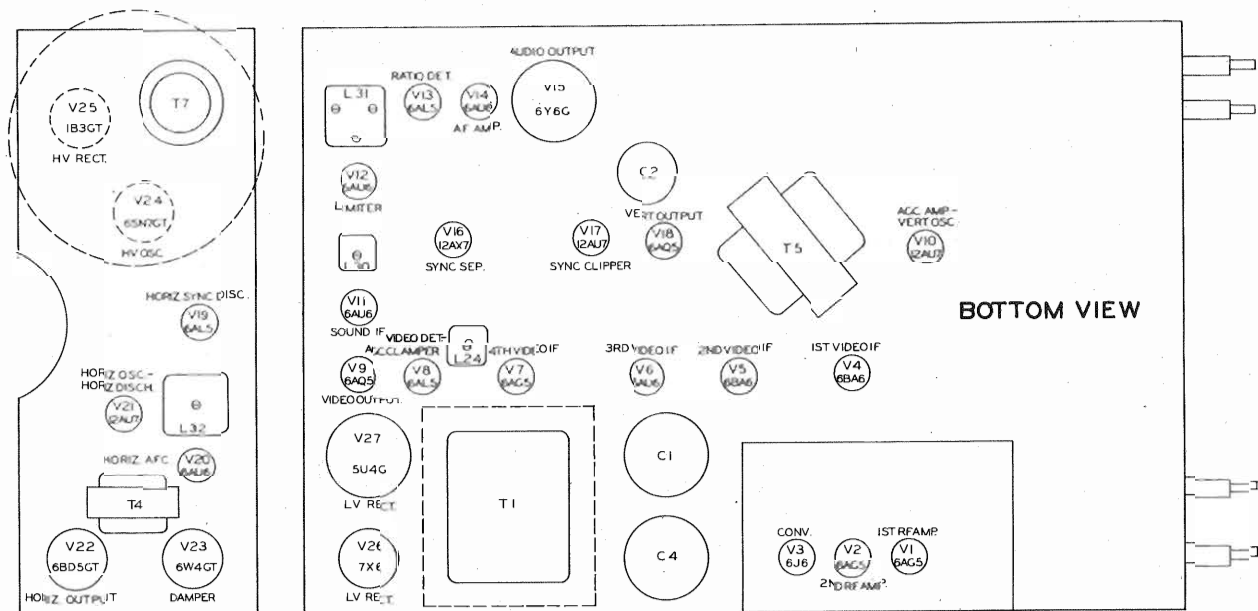 V25
1B3GT
HV RECT.
T7
V24
6SN7GT
HV OSC.
HORIZ SYNC DISC.
V19
6AL5
HORIZ OSC.-
HORIZ DISCH.
V21
12AU7
L32
HORIZ. AFC
V20
6AU6
T4
V22
6BD5GT
HORIZ. OUTPUT
V23
6W4GT
DAMPER
AUDIO OUTPUT
V15
6Y6G
L31
RATIO DET.
V13
6AL5
V14
6AU6
AF AMP.
V12
6AU6
LIMITER
C2
VERT OUTPUT
V18
6AQ5
V16
12AX7
SYNC SEP.
V17
12AU7
SYNC CLIPPER
T5
AGC AMP-
VERT OSC.
V10
12AU7
L30
BOTTOM VIEW
V11
6AU6
SOUND IF
VIDEO DET-
AGC CLAMPER
V8
6AL5
L24
4TH VIDEO IF
V7
6AG5
3RD VIDEO IF
V6
6AU6
2ND VIDEO IF
V5
6BA6
1ST VIDEO IF
V4
6BA6
V9
6AQ5
VIDEO OUTPUT.
V27
5U4G
LV RECT.
T1
C1
V26
7X6
LV RECT.
C4
CONV.
V3
6J6
V2
6AG5
2ND RF AMP.
1ST RF AMP.
V1
6AG5